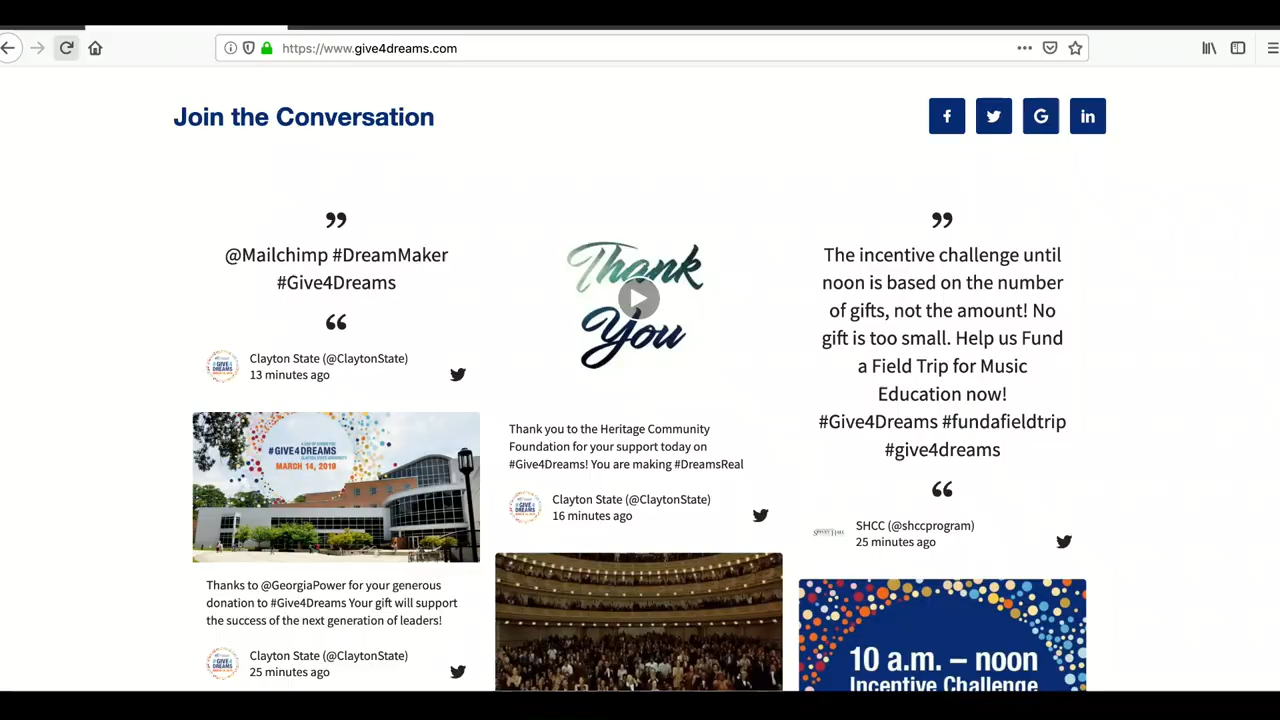 https://www.give4dreams.com
Join the Conversation
@Mailchimp #DreamMaker
#Give4Dreams
Clayton State (@ClaytonState)
13 minutes ago
#GIVE4DREAMS
MARCH 14, 2019
Thanks to @GeorgiaPower for your generous
donation to #Give4Dreams Your gift will support
the success of the next generation of leaders!
Clayton State (@ClaytonState)
25 minutes ago
Thank
You
Thank you to the Heritage Community
Foundation for your support today on
#Give4Dreams! You are making #DreamsReal
Clayton State (@ClaytonState)
16 minutes ago
The incentive challenge until
noon is based on the number
of gifts, not the amount! No
gift is too small. Help us Fund
a Field Trip for Music
Education now!
#Give4Dreams #fundafieldtrip
#give4dreams
SHCC (@shccprogram)
25 minutes ago
10 a.m. – noon
Incentive Challenge